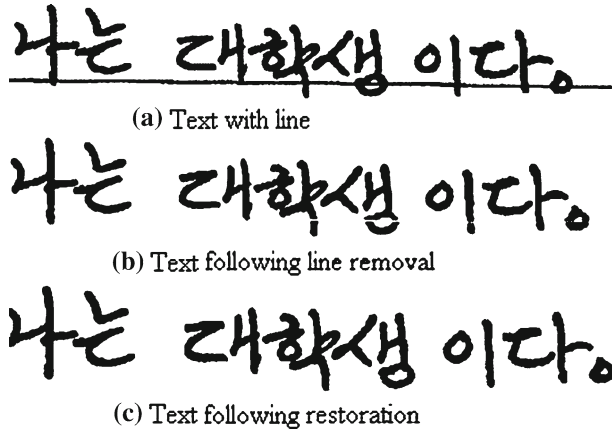 나는 대학생 이다。
(a) Text with line
나는 대학생 이다。
(b) Text following line removal
나는 대학생 이다。
(c) Text following restoration